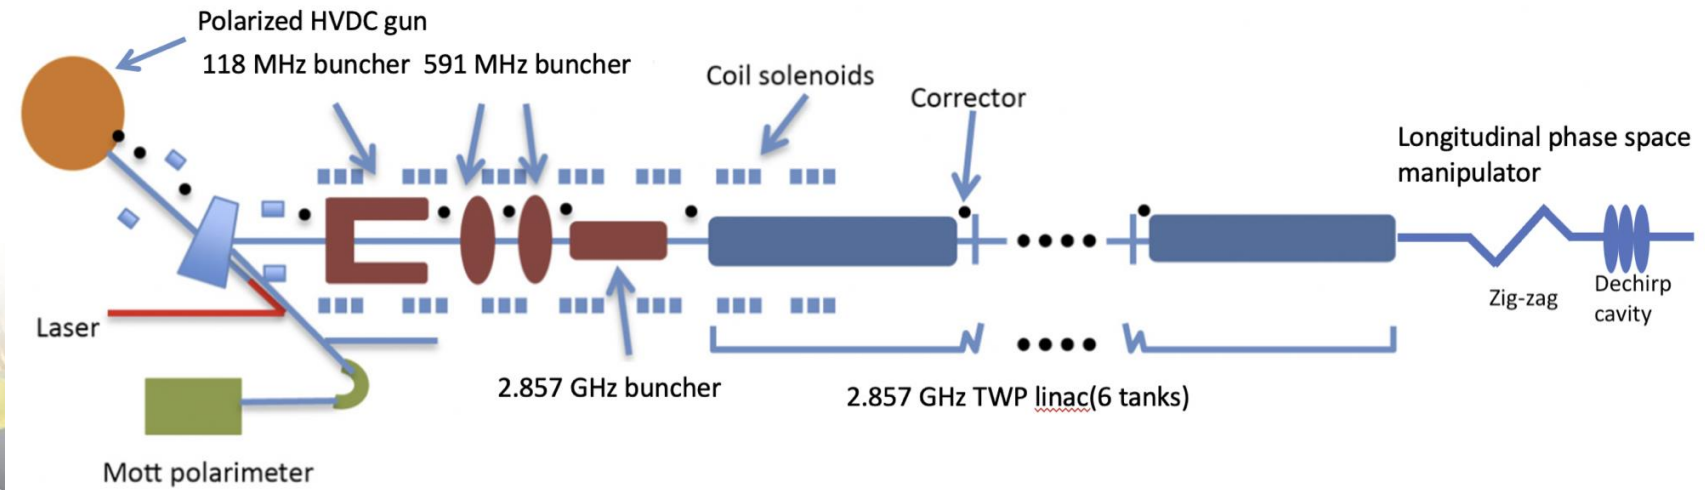 Polarized HVDC gun
118 MHz buncher 591 MHz buncher
Coil solenoids
Corrector
Longitudinal phase space
manipulator
Laser
Zig-zag
Dechirp
cavity
2.857 GHz buncher
2.857 GHz TWP linac(6 tanks)
Mott polarimeter